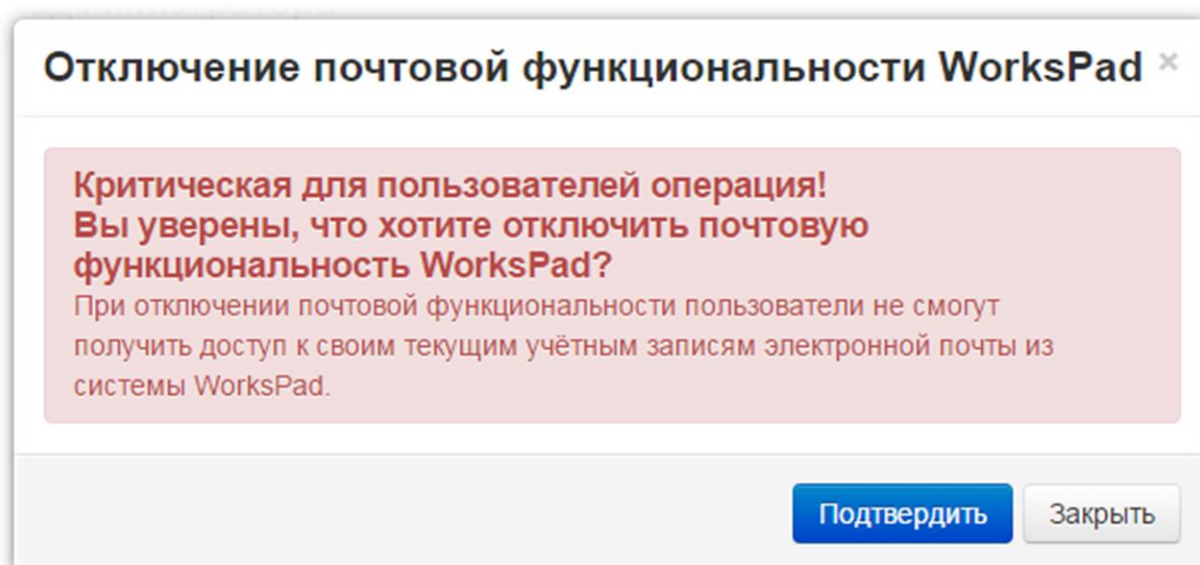 Отключение почтовой функциональности WorksPad ×
Критическая для пользователей операция!
Вы уверены, что хотите отключить почтовую
функциональность WorksPad?
При отключении почтовой функциональности пользователи не смогут
получить доступ к своим текущим учётным записям электронной почты из
системы WorksPad.
Подтвердить Закрыть